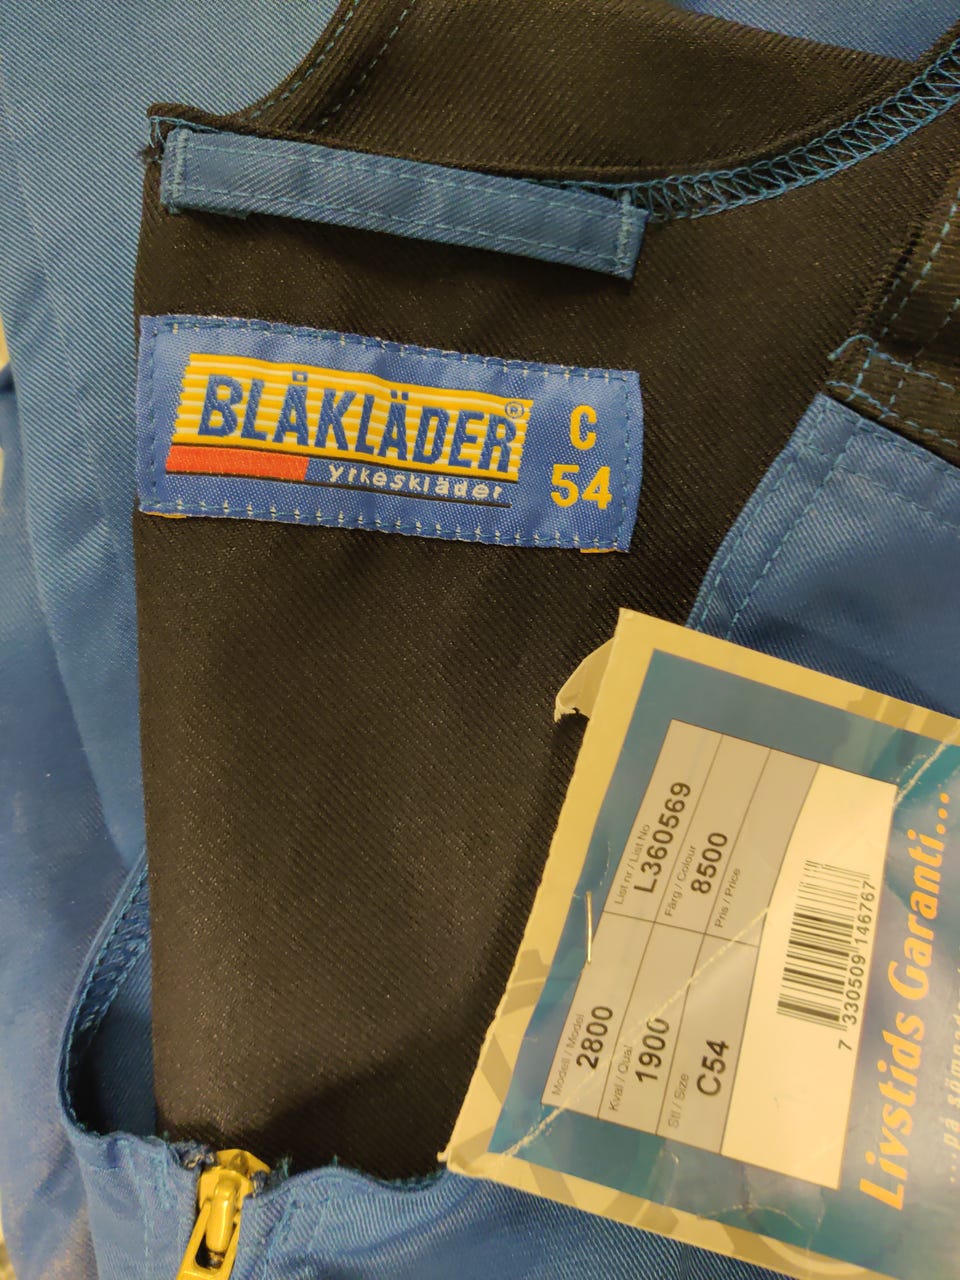 BLÅKLÄDER®
yrkeskläder
C
54
List nr / List No
L360569
Färg / Colour
8500
Pris / Price
Modell / Model
2800
Kval / Qual
1900
Stl / Size
C54
7 330509 146767
Livstids Garanti...
...på